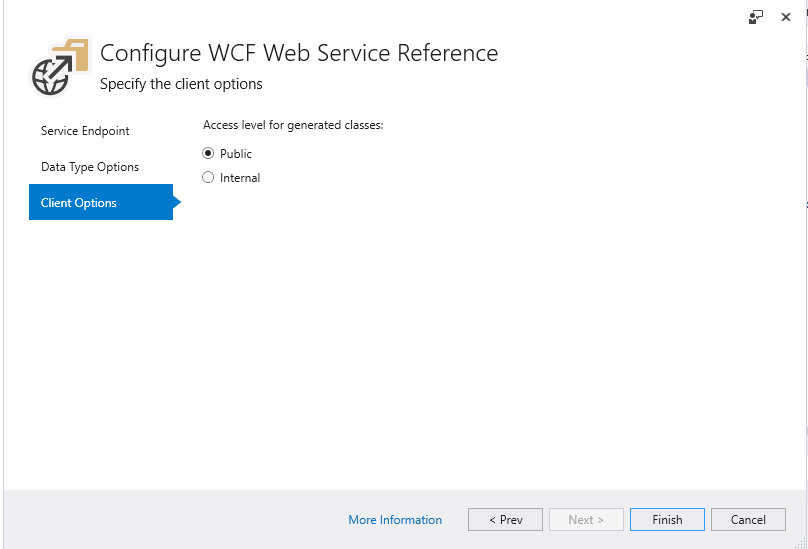 Configure WCF Web Service Reference
Specify the client options
Service Endpoint
Data Type Options
Client Options
Access level for generated classes:
Public
Internal
More Information
< Prev
Next >
Finish
Cancel